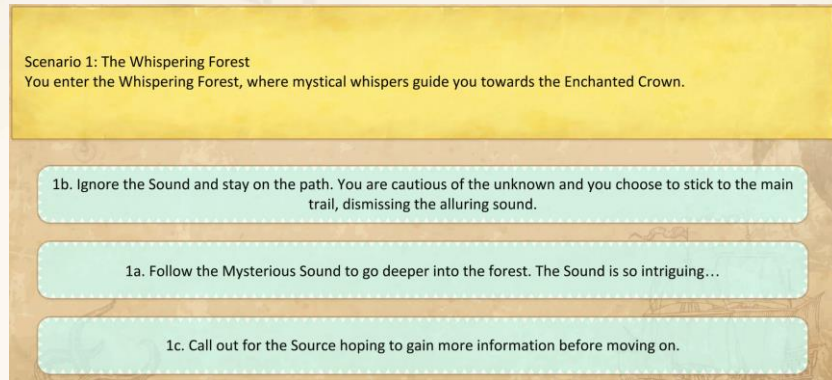 Scenario 1: The Whispering Forest
You enter the Whispering Forest, where mystical whispers guide you towards the Enchanted Crown.
1b. Ignore the Sound and stay on the path. You are cautious of the unknown and you choose to stick to the main
trail, dismissing the alluring sound.
1a. Follow the Mysterious Sound to go deeper into the forest. The Sound is so intriguing…
1c. Call out for the Source hoping to gain more information before moving on.